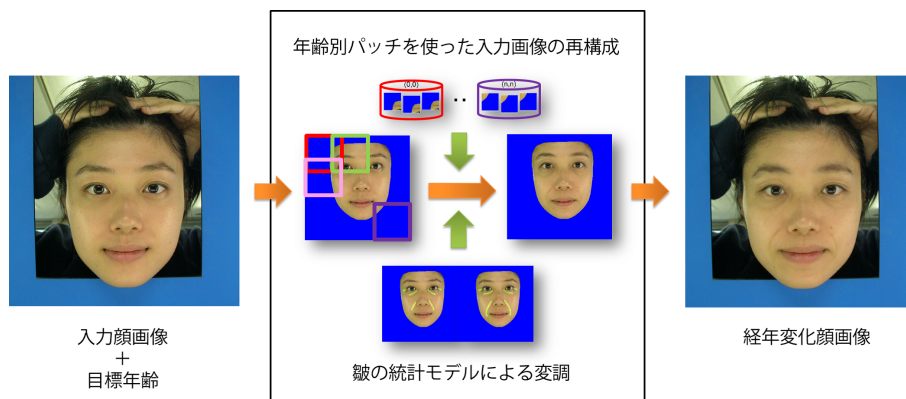 年齢別パッチを使った入力画像の再構成
(0,0)
‥
(n,n)
入力顔画像
+
目標年齢
皺の統計モデルによる変調
経年変化顔画像